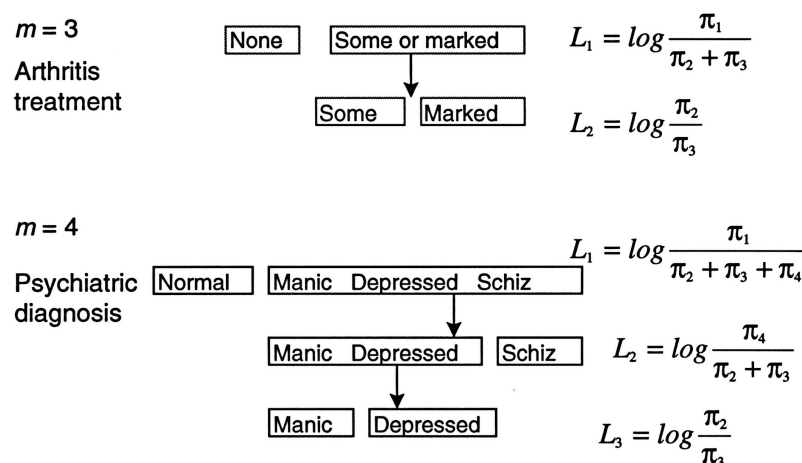 m = 3
Arthritis
treatment
None
Some or marked
L₁ = log π₁ / (π₂ + π₃)
Some
Marked
L₂ = log π₂ / π₃
m = 4
Psychiatric
diagnosis
Normal
Manic Depressed Schiz
L₁ = log π₁ / (π₂ + π₃ + π₄)
Manic Depressed
Schiz
L₂ = log π₄ / (π₂ + π₃)
Manic
Depressed
L₃ = log π₂ / π₃